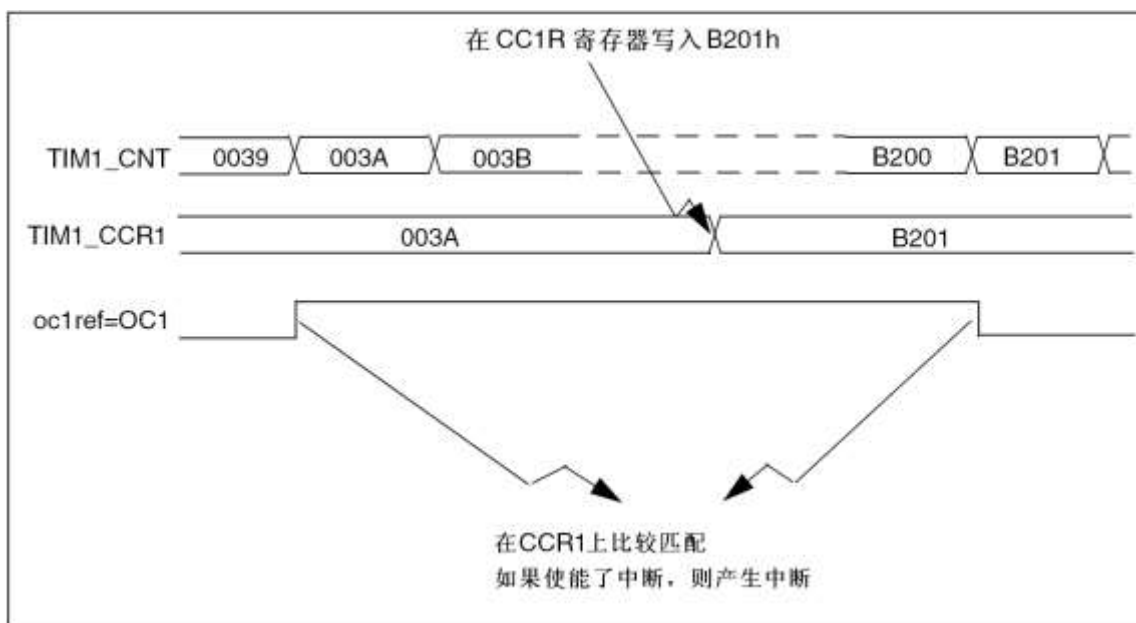 在 CC1R 寄存器写入 B201h
TIM1_CNT 0039 003A 003B B200 B201
TIM1_CCR1 003A B201
oc1ref=OC1
在CCR1上比较匹配
如果使能了中断，则产生中断